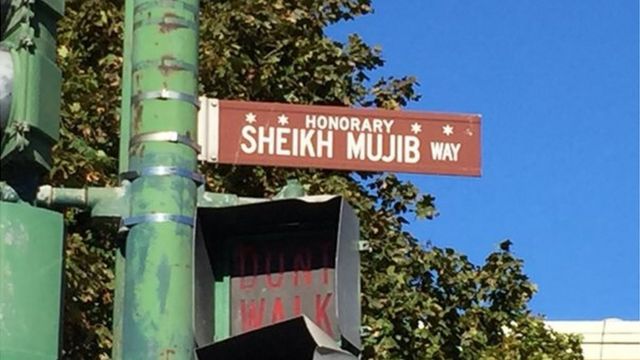 HONORARY
SHEIKH MUJIB WAY
DONT
WALK